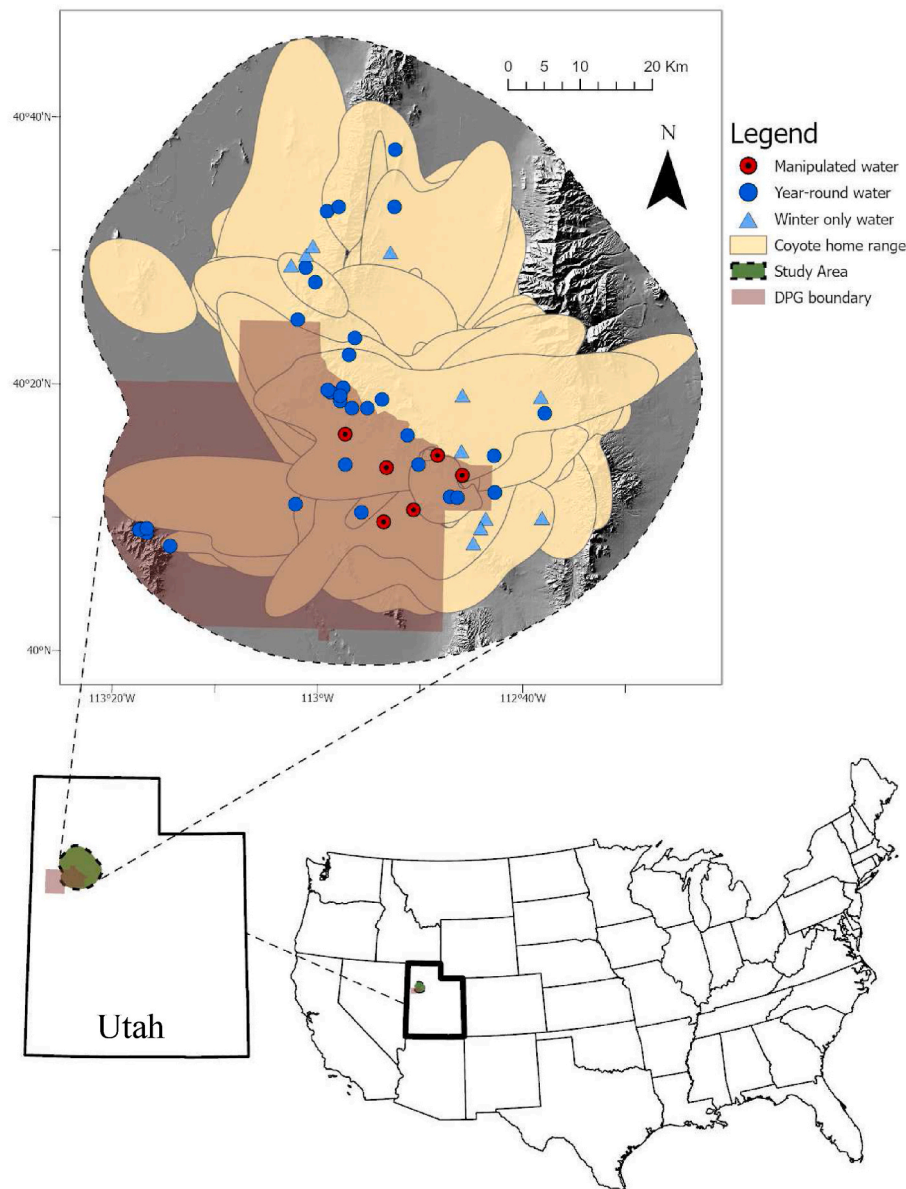 0 5 10 20 Km
40°40'N
N
Legend
Manipulated water
Year-round water
Winter only water
Coyote home range
Study Area
DPG boundary
40°20'N
40°N
113°20'W 113°W 112°40'W
Utah